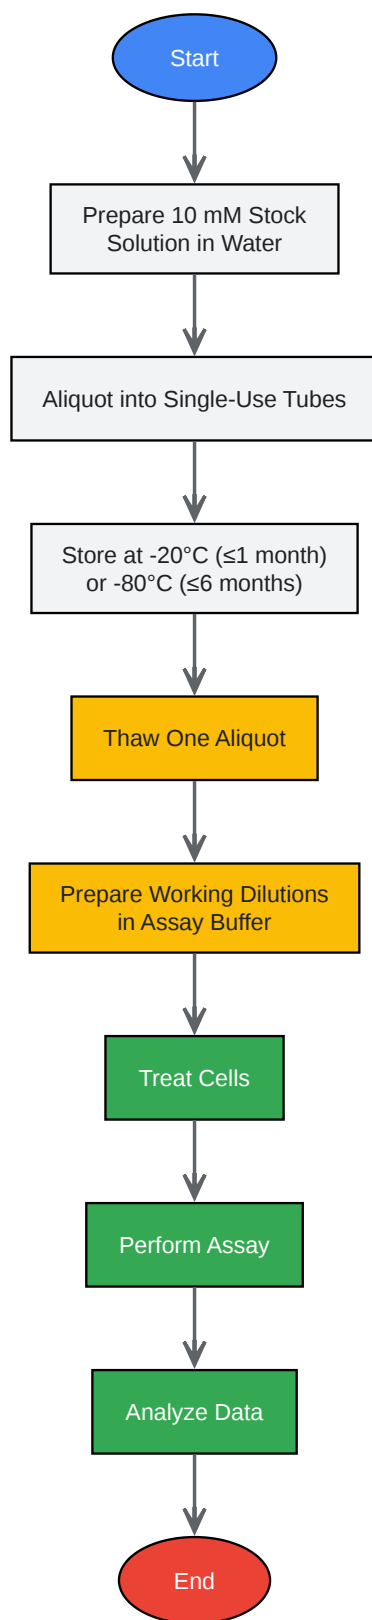 Start
Prepare 10 mM Stock
Solution in Water
Aliquot into Single-Use Tubes
Store at -20°C (≤1 month)
or -80°C (≤6 months)
Thaw One Aliquot
Prepare Working Dilutions
in Assay Buffer
Treat Cells
Perform Assay
Analyze Data
End